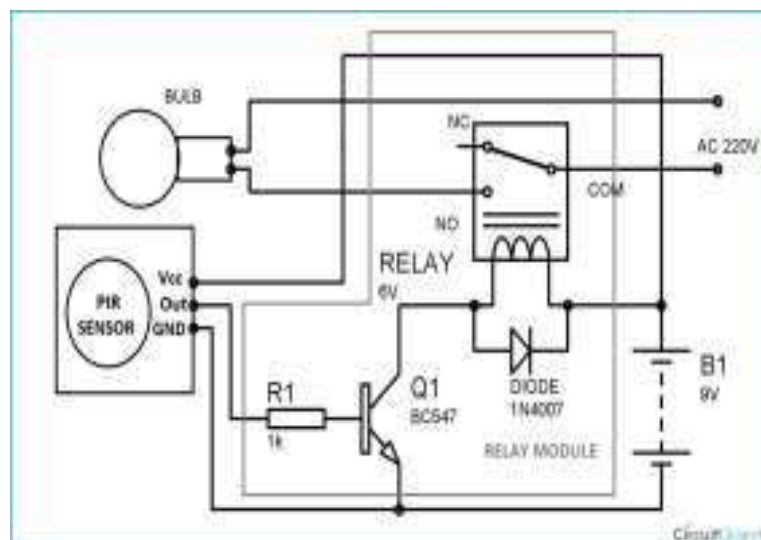 BULB
NC
AC 220V
COM
NO
RELAY
6V
Vcc
PIR
SENSOR
Out
GND
R1
1k
Q1
BC547
DIODE
1N4007
B1
9V
RELAY MODULE